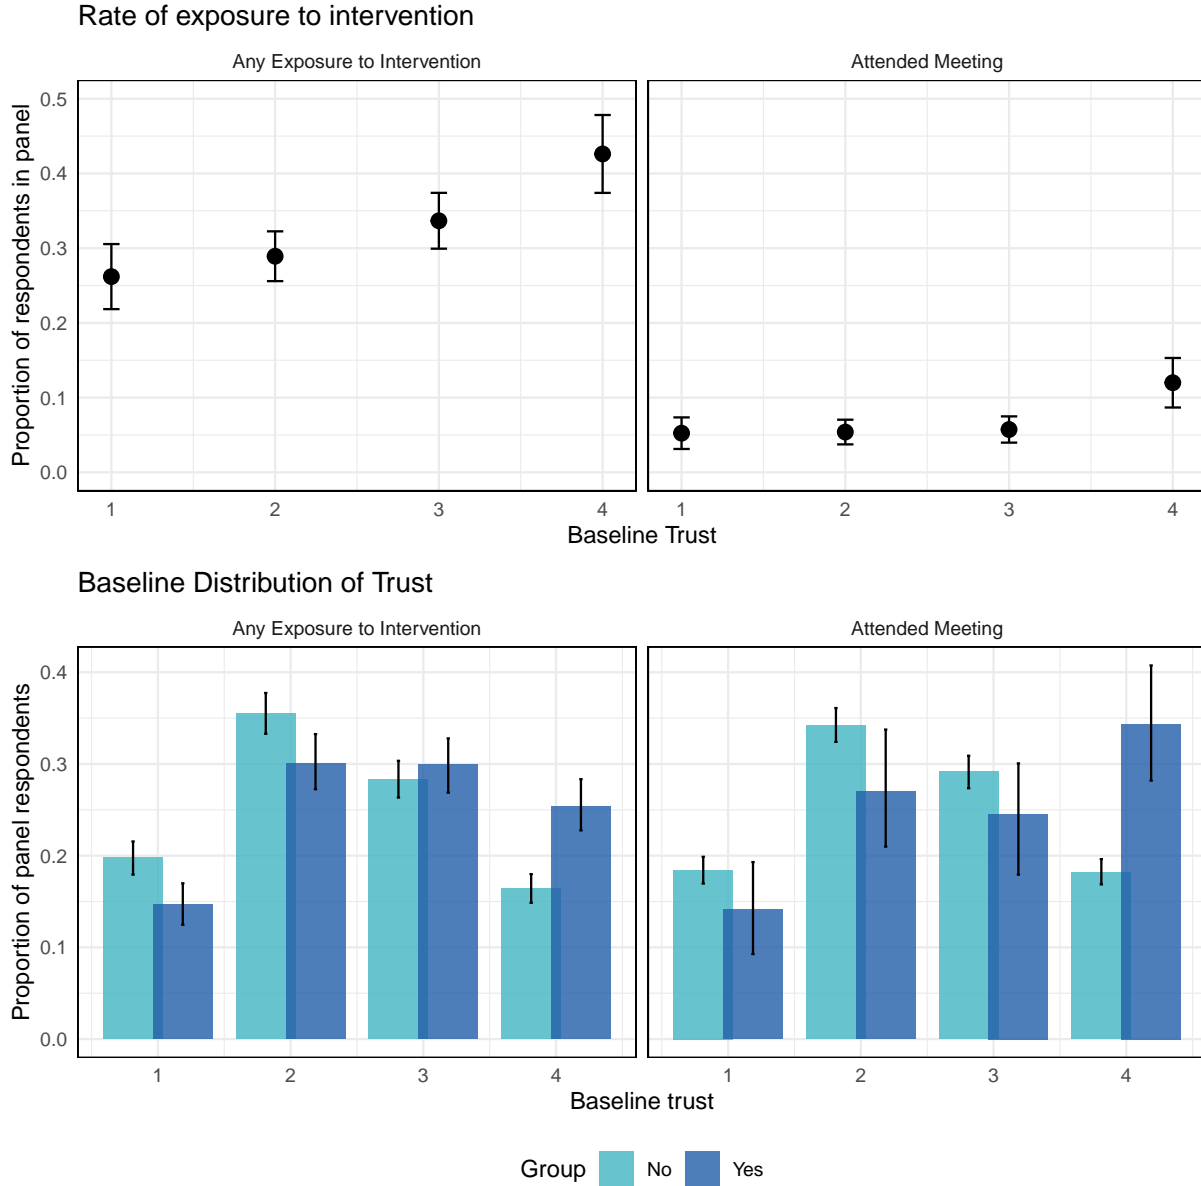 Rate of exposure to intervention
Any Exposure to Intervention
Attended Meeting
Proportion of respondents in panel
0.5
0.4
0.3
0.2
0.1
0.0
1 2 3 4
1 2 3 4
Baseline Trust
Baseline Distribution of Trust
Any Exposure to Intervention
Attended Meeting
Proportion of panel respondents
0.4
0.3
0.2
0.1
0.0
1 2 3 4
1 2 3 4
Baseline trust
Group No Yes